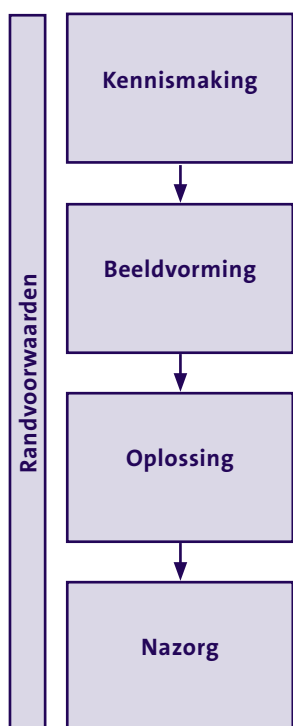 Kennismaking
Beeldvorming
Randvoorwaarden
Oplossing
Nazorg